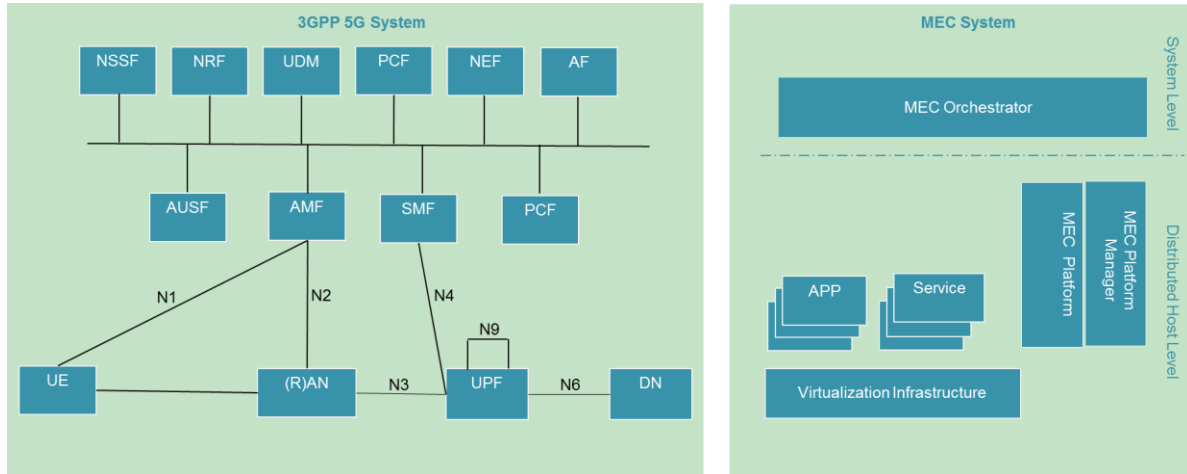 3GPP 5G System
NSSF
NRF
UDM
PCF
NEF
AF
AUSF
AMF
SMF
PCF
N1
N2
N4
N9
UE
(R)AN
N3
UPF
N6
DN
MEC System
System Level
MEC Orchestrator
Distributed Host Level
MEC Platform
MEC Platform
Manager
APP
Service
Virtualization Infrastructure